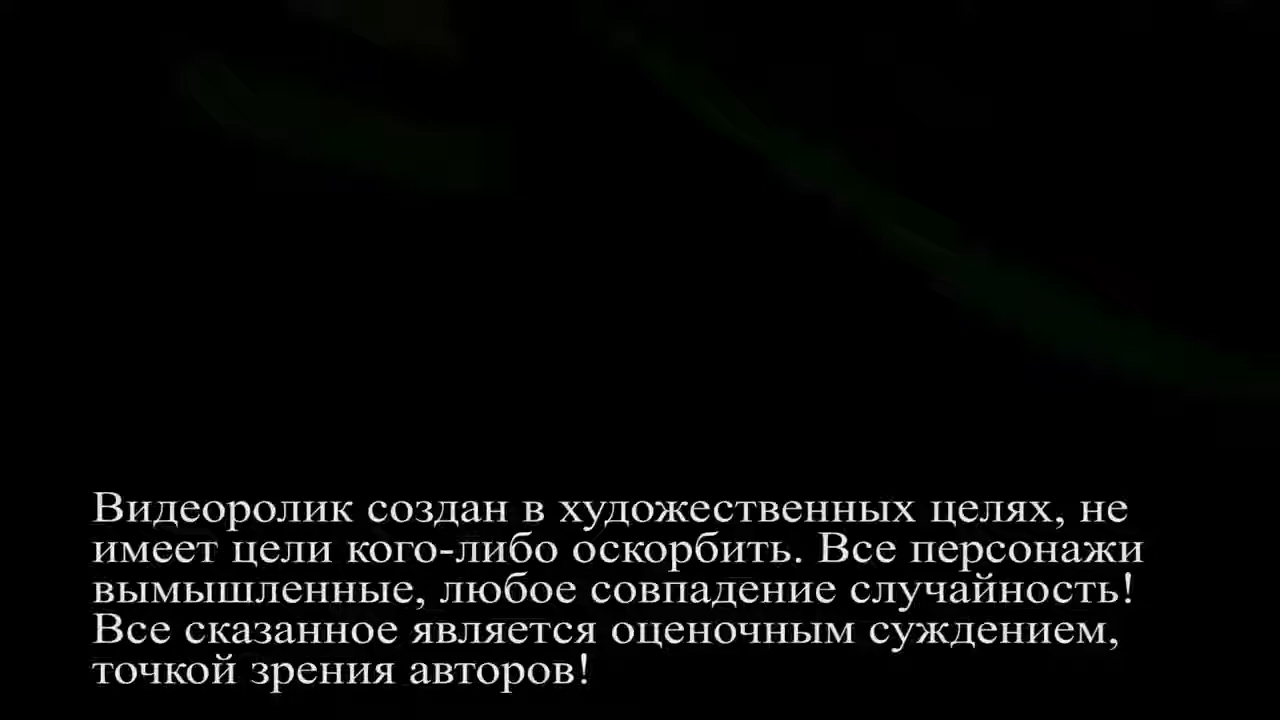 Видеоролик создан в художественных целях, не
имеет цели кого-либо оскорбить. Все персонажи
вымышленные, любое совпадение случайность!
Все сказанное является оценочным суждением,
точкой зрения авторов!